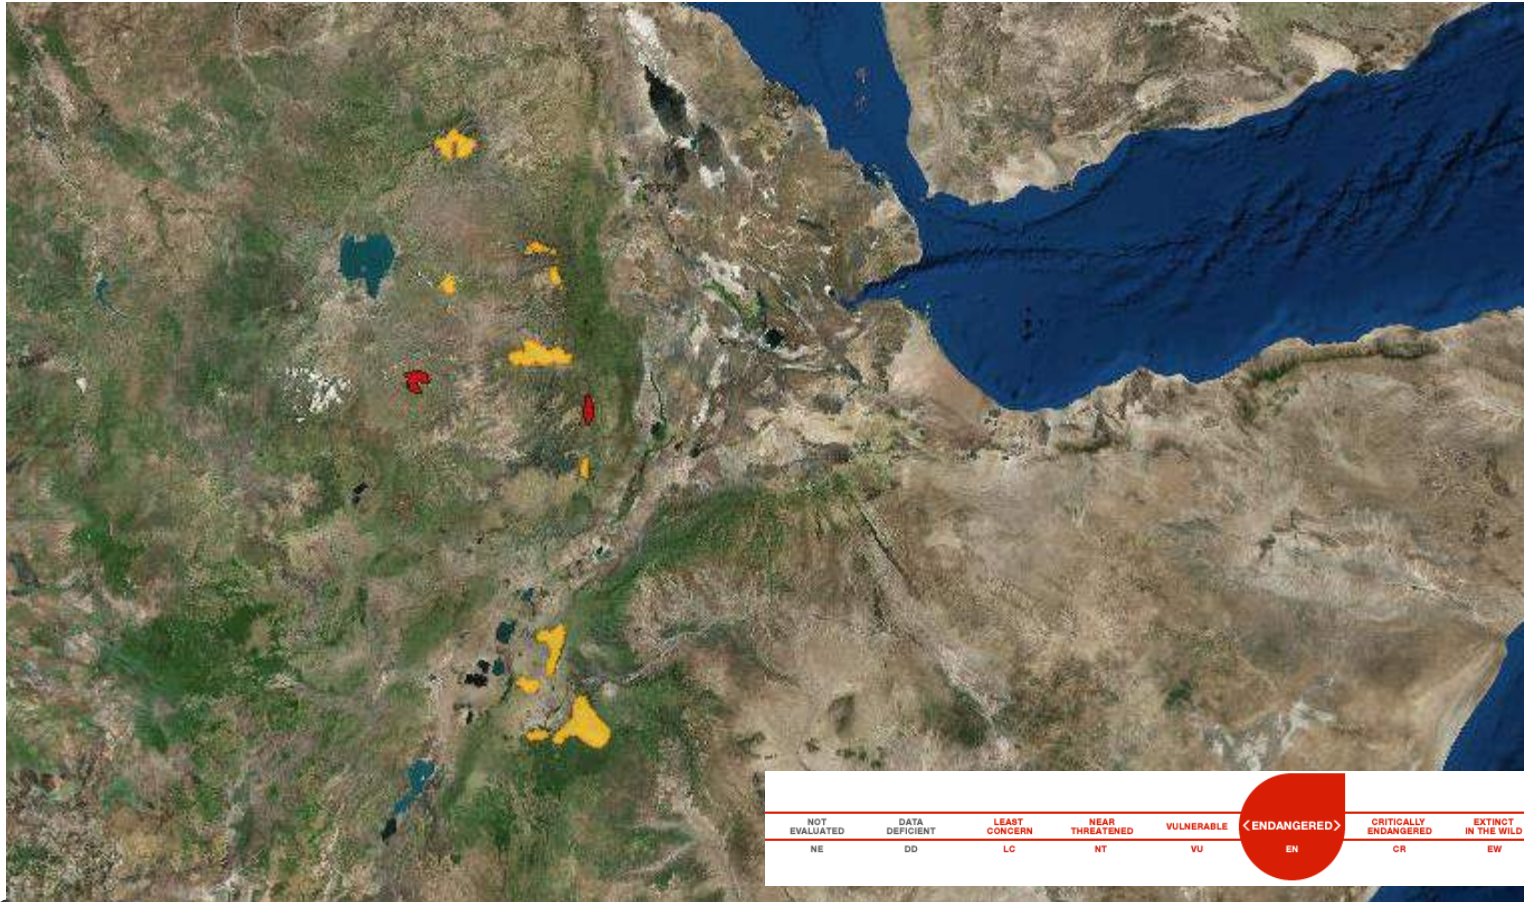 NOT EVALUATED
NE
DATA DEFICIENT
DD
LEAST CONCERN
LC
NEAR THREATENED
NT
VULNERABLE
VU
<ENDANGERED>
EN
CRITICALLY ENDANGERED
CR
EXTINCT IN THE WILD
EW